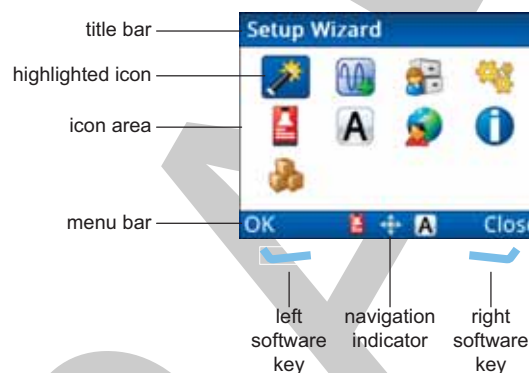 title bar
Setup Wizard
highlighted icon
icon area
A
i
menu bar
OK
A
Close
left
software
key
navigation
indicator
right
software
key